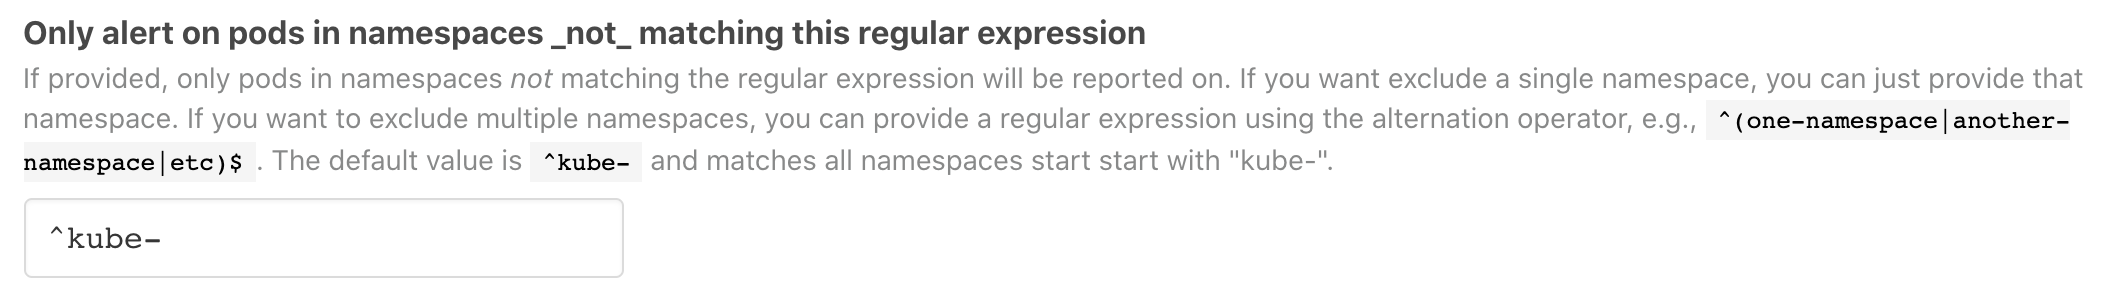 Only alert on pods in namespaces _not_ matching this regular expression
If provided, only pods in namespaces not matching the regular expression will be reported on. If you want exclude a single namespace, you can just provide that
namespace. If you want to exclude multiple namespaces, you can provide a regular expression using the alternation operator, e.g., ^(one-namespace|another-
namespace|etc)$ . The default value is ^kube- and matches all namespaces start start with "kube-".
^kube-